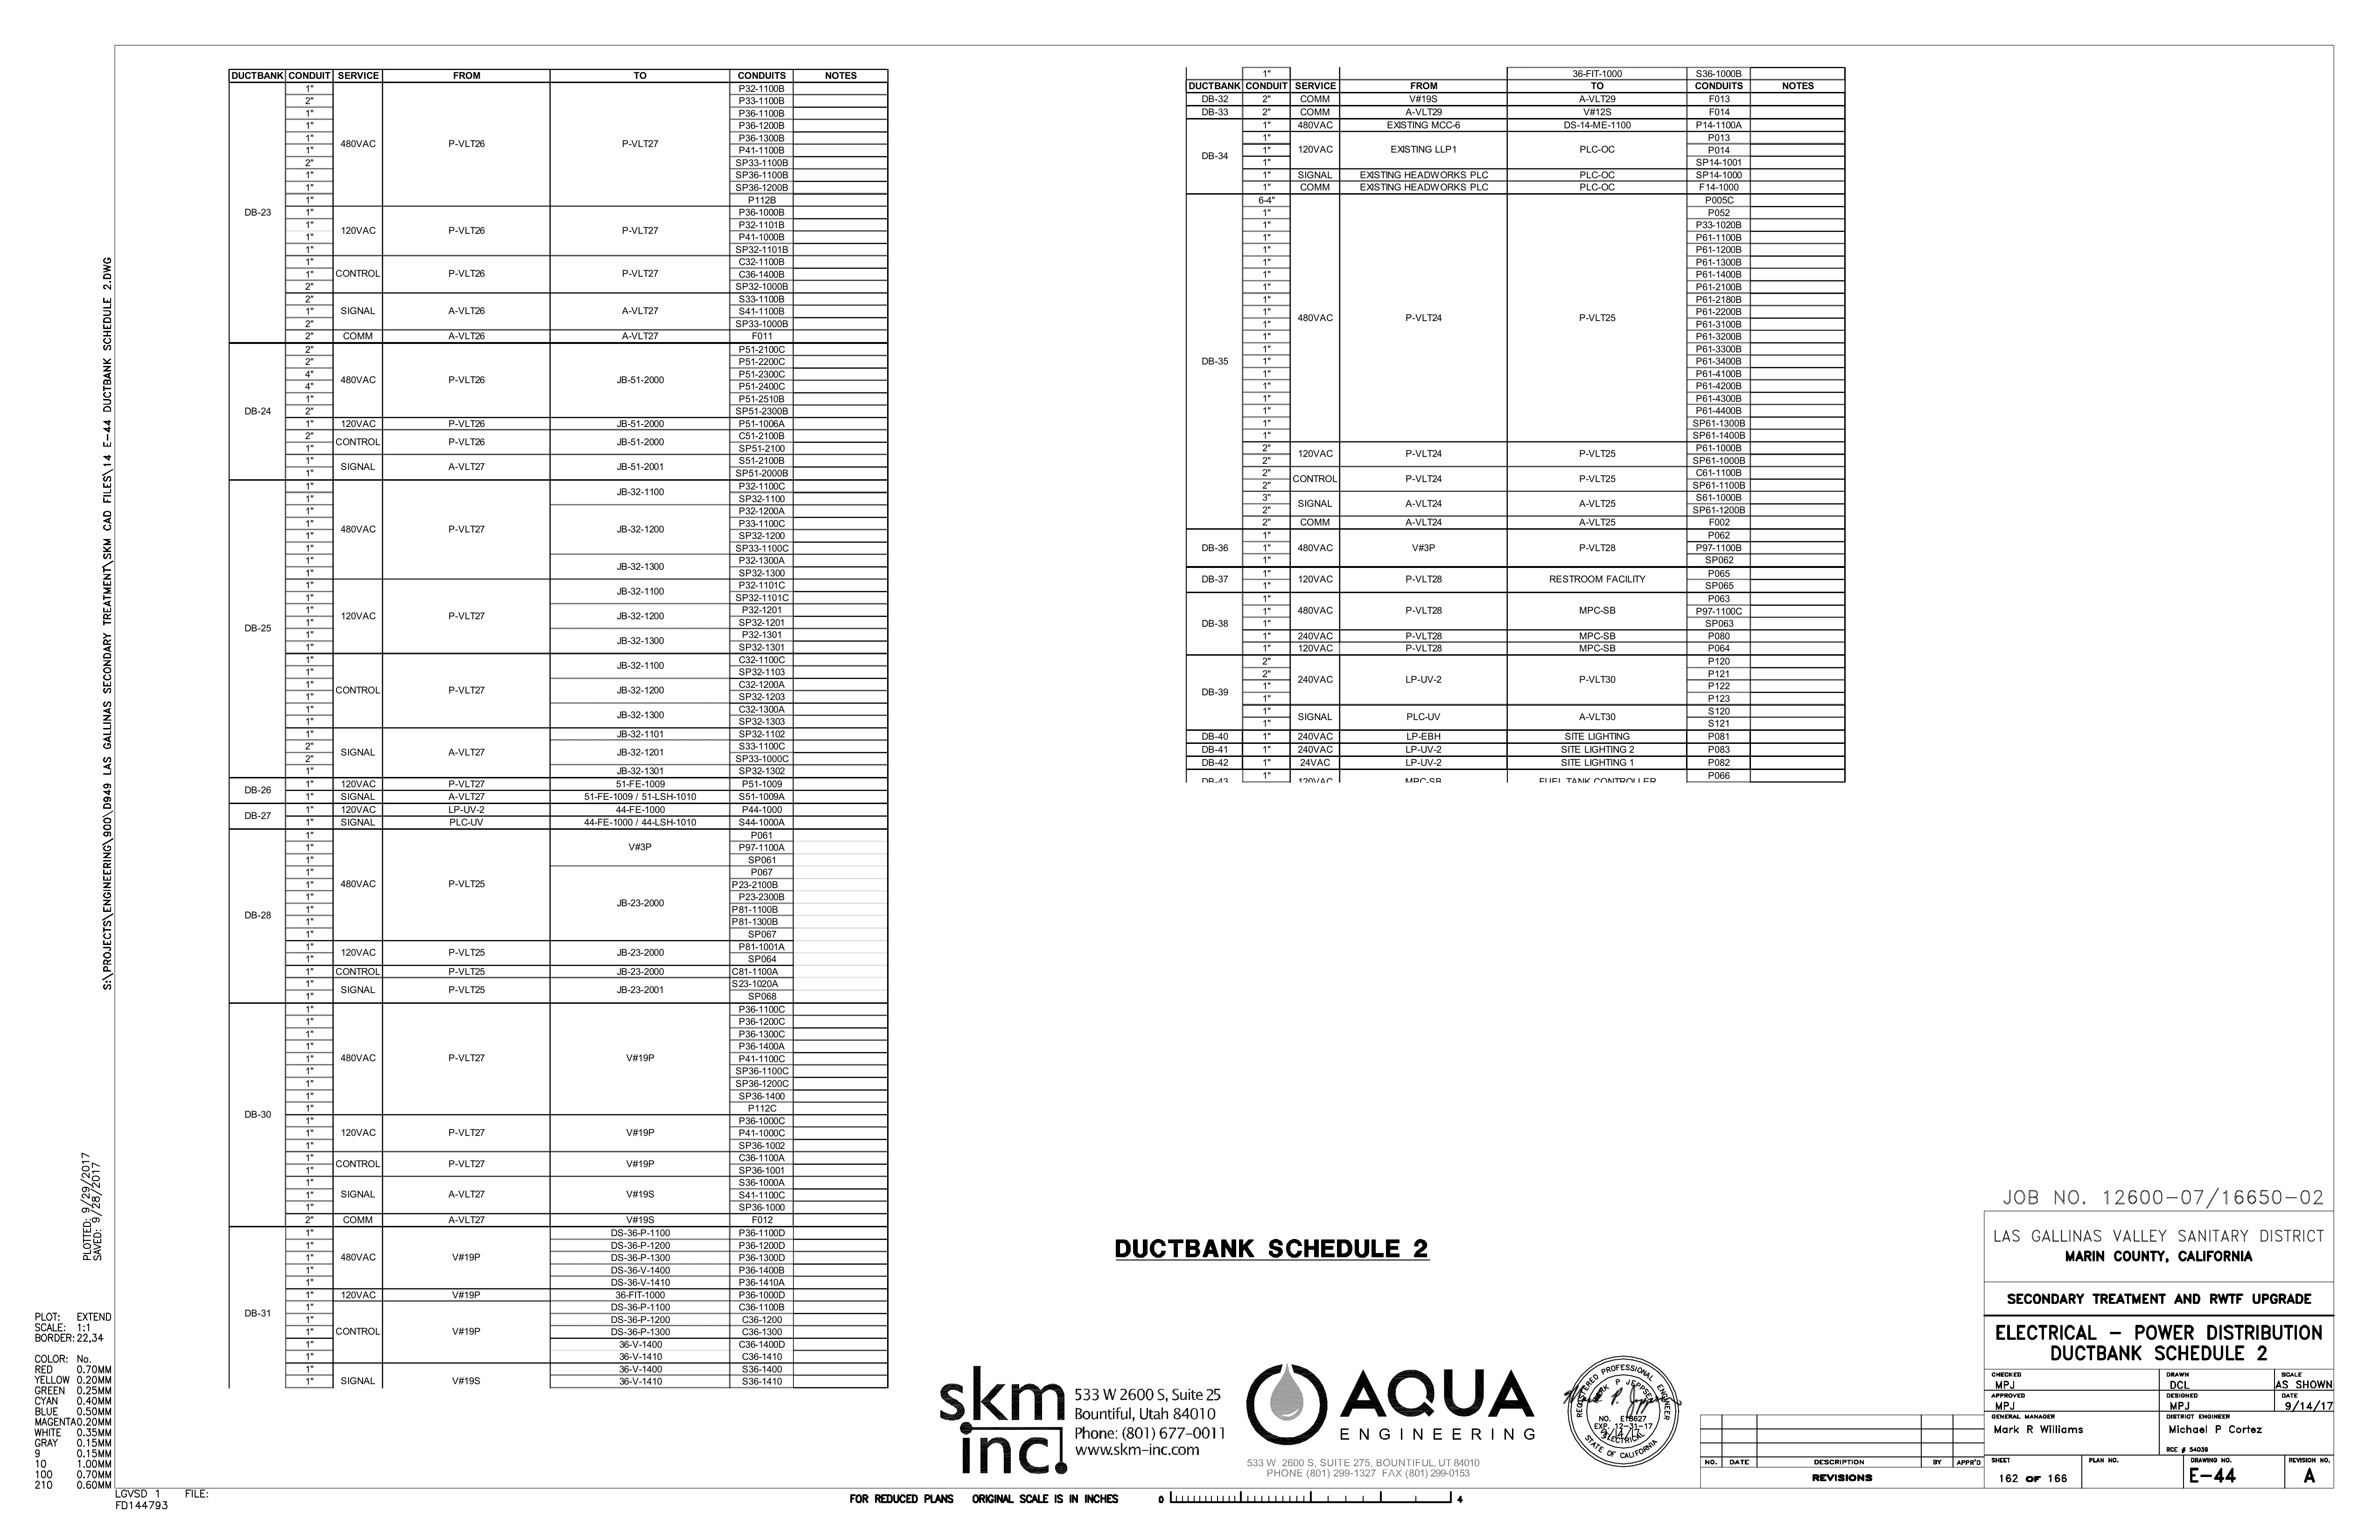 DUCTBANK CONDUIT SERVICE FROM TO CONDUITS NOTES
DB-23 1" 480VAC P-VLT26 P-VLT27 P32-1100B
2" P33-1100B
1" P36-1100B
1" P36-1200B
1" P36-1300B
1" P41-1100B
2" SP33-1100B
1" SP36-1100B
1" SP36-1200B
1" P112B
1" 120VAC P-VLT26 P-VLT27 P36-1000B
1" P32-1101B
1" P41-1000B
1" SP32-1101B
1" CONTROL P-VLT26 P-VLT27 C32-1100B
1" C36-1400B
2" SP32-1000B
2" SIGNAL A-VLT26 A-VLT27 S33-1100B
1" S41-1100B
2" SP33-1000B
2" COMM A-VLT26 A-VLT27 F011
DB-24 2" 480VAC P-VLT26 JB-51-2000 P51-2100C
2" P51-2200C
4" P51-2300C
4" P51-2400C
1" P51-2510B
2" SP51-2300B
1" 120VAC P-VLT26 JB-51-2000 P51-1006A
2" CONTROL P-VLT26 JB-51-2000 C51-2100B
1" SP51-2100
1" SIGNAL A-VLT27 JB-51-2001 S51-2100B
1" SP51-2000B
DB-25 1" 480VAC P-VLT27 JB-32-1100 P32-1100C
1" SP32-1100
1" JB-32-1200 P32-1200A
1" P33-1100C
1" SP32-1200
1" SP33-1100C
1" JB-32-1300 P32-1300A
1" SP32-1300
1" 120VAC P-VLT27 JB-32-1100 P32-1101C
1" SP32-1101C
1" JB-32-1200 P32-1201
1" SP32-1201
1" JB-32-1300 P32-1301
1" SP32-1301
1" CONTROL P-VLT27 JB-32-1100 C32-1100C
1" SP32-1103
1" JB-32-1200 C32-1200A
1" SP32-1203
1" JB-32-1300 C32-1300A
1" SP32-1303
1" SIGNAL A-VLT27 JB-32-1101 SP32-1102
2" JB-32-1201 S33-1100C
2" SP33-1000C
1" JB-32-1301 SP32-1302
DB-26 1" 120VAC P-VLT27 51-FE-1009 P51-1009
1" SIGNAL A-VLT27 51-FE-1009 / 51-LSH-1010 S51-1009A
DB-27 1" 120VAC LP-UV-2 44-FE-1000 P44-1000
1" SIGNAL PLC-UV 44-FE-1000 / 44-LSH-1010 S44-1000A
DB-28 1" 480VAC P-VLT25 V#3P P061
1" P97-1100A
1" SP061
1" JB-23-2000 P067
1" P23-2100B
1" P23-2300B
1" P81-1100B
1" P81-1300B
1" SP067
1" 120VAC P-VLT25 JB-23-2000 P81-1001A
1" SP064
1" CONTROL P-VLT25 JB-23-2000 C81-1100A
1" SIGNAL P-VLT25 JB-23-2001 S23-1020A
1" SP068
DB-30 1" 480VAC P-VLT27 V#19P P36-1100C
1" P36-1200C
1" P36-1300C
1" P36-1400A
1" P41-1100C
1" SP36-1100C
1" SP36-1200C
1" SP36-1400
1" P112C
1" 120VAC P-VLT27 V#19P P36-1000C
1" P41-1000C
1" SP36-1002
1" CONTROL P-VLT27 V#19P C36-1100A
1" SP36-1001
1" SIGNAL A-VLT27 V#19S S36-1000A
1" S41-1100C
1" SP36-1000
2" COMM A-VLT27 V#19S F012
DB-31 1" 480VAC V#19P DS-36-P-1100 P36-1100D
1" DS-36-P-1200 P36-1200D
1" DS-36-P-1300 P36-1300D
1" DS-36-V-1400 P36-1400B
1" DS-36-V-1410 P36-1410A
1" 120VAC V#19P 36-FIT-1000 P36-1000D
1" CONTROL V#19P DS-36-P-1100 C36-1100B
1" DS-36-P-1200 C36-1200
1" DS-36-P-1300 C36-1300
1" 36-V-1400 C36-1400D
1" 36-V-1410 C36-1410
1" SIGNAL V#19S 36-V-1400 S36-1400
1" 36-V-1410 S36-1410
1" 36-FIT-1000 S36-1000B
DUCTBANK CONDUIT SERVICE FROM TO CONDUITS NOTES
DB-32 2" COMM V#19S A-VLT29 F013
DB-33 2" COMM A-VLT29 V#12S F014
DB-34 1" 480VAC EXISTING MCC-6 DS-14-ME-1100 P14-1100A
1" 120VAC EXISTING LLP1 PLC-OC P013
1" P014
1" SP14-1001
1" SIGNAL EXISTING HEADWORKS PLC PLC-OC SP14-1000
1" COMM EXISTING HEADWORKS PLC PLC-OC F14-1000
DB-35 6-4" 480VAC P-VLT24 P-VLT25 P005C
1" P052
1" P33-1020B
1" P61-1100B
1" P61-1200B
1" P61-1300B
1" P61-1400B
1" P61-2100B
1" P61-2180B
1" P61-2200B
1" P61-3100B
1" P61-3200B
1" P61-3300B
1" P61-3400B
1" P61-4100B
1" P61-4200B
1" P61-4300B
1" P61-4400B
1" SP61-1300B
1" SP61-1400B
2" 120VAC P-VLT24 P-VLT25 P61-1000B
2" SP61-1000B
2" CONTROL P-VLT24 P-VLT25 C61-1100B
2" SP61-1100B
3" SIGNAL A-VLT24 A-VLT25 S61-1000B
2" SP61-1200B
2" COMM A-VLT24 A-VLT25 F002
DB-36 1" 480VAC V#3P P-VLT28 P062
1" P97-1100B
1" SP062
DB-37 1" 120VAC P-VLT28 RESTROOM FACILITY P065
1" SP065
DB-38 1" 480VAC P-VLT28 MPC-SB P063
1" P97-1100C
1" SP063
1" 240VAC P-VLT28 MPC-SB P080
1" 120VAC P-VLT28 MPC-SB P064
DB-39 2" 240VAC LP-UV-2 P-VLT30 P120
2" P121
1" P122
1" P123
1" SIGNAL PLC-UV A-VLT30 S120
1" S121
DB-40 1" 240VAC LP-EBH SITE LIGHTING P081
DB-41 1" 240VAC LP-UV-2 SITE LIGHTING 2 P083
DB-42 1" 24VAC LP-UV-2 SITE LIGHTING 1 P082
DB-43 1" 120VAC MPC-SB FUEL TANK CONTROLLER P066
S:\PROJECTS\ENGINEERING\900\D949 LAS GALLINAS SECONDARY TREATMENT\SKM CAD FILES\14 E-44 DUCTBANK SCHEDULE 2.DWG
PLOTTED: 9/29/2017
SAVED: 9/28/2017
PLOT: EXTEND
SCALE: 1:1
BORDER: 22,34
COLOR: No.
RED 0.70MM
YELLOW 0.20MM
GREEN 0.25MM
CYAN 0.40MM
BLUE 0.50MM
MAGENTA 0.20MM
WHITE 0.35MM
GRAY 0.15MM
9 0.15MM
10 1.00MM
100 0.70MM
210 0.60MM
LGVSD 1 FILE:
FD144793
DUCTBANK SCHEDULE 2
skm inc.
533 W 2600 S, Suite 25
Bountiful, Utah 84010
Phone: (801) 677-0011
www.skm-inc.com
AQUA
ENGINEERING
533 W 2600 S, SUITE 275, BOUNTIFUL, UT 84010
PHONE (801) 299-1327 FAX (801) 299-0153
REGISTERED PROFESSIONAL ENGINEER
MARK P JEPPSEN
NO. E18627
EXP. 12-31-17
9/14/17
ELECTRICAL
STATE OF CALIFORNIA
FOR REDUCED PLANS ORIGINAL SCALE IS IN INCHES 0 4
NO. DATE DESCRIPTION BY APPR'D
REVISIONS
JOB NO. 12600-07/16650-02
LAS GALLINAS VALLEY SANITARY DISTRICT
MARIN COUNTY, CALIFORNIA
SECONDARY TREATMENT AND RWTF UPGRADE
ELECTRICAL - POWER DISTRIBUTION
DUCTBANK SCHEDULE 2
CHECKED DRAWN SCALE
MPJ DCL AS SHOWN
APPROVED DESIGNED DATE
MPJ MPJ 9/14/17
GENERAL MANAGER DISTRICT ENGINEER
Mark R Williams Michael P Cortez
RCE # 54038
SHEET PLAN NO. DRAWING NO. REVISION NO.
162 OF 166 E-44 A